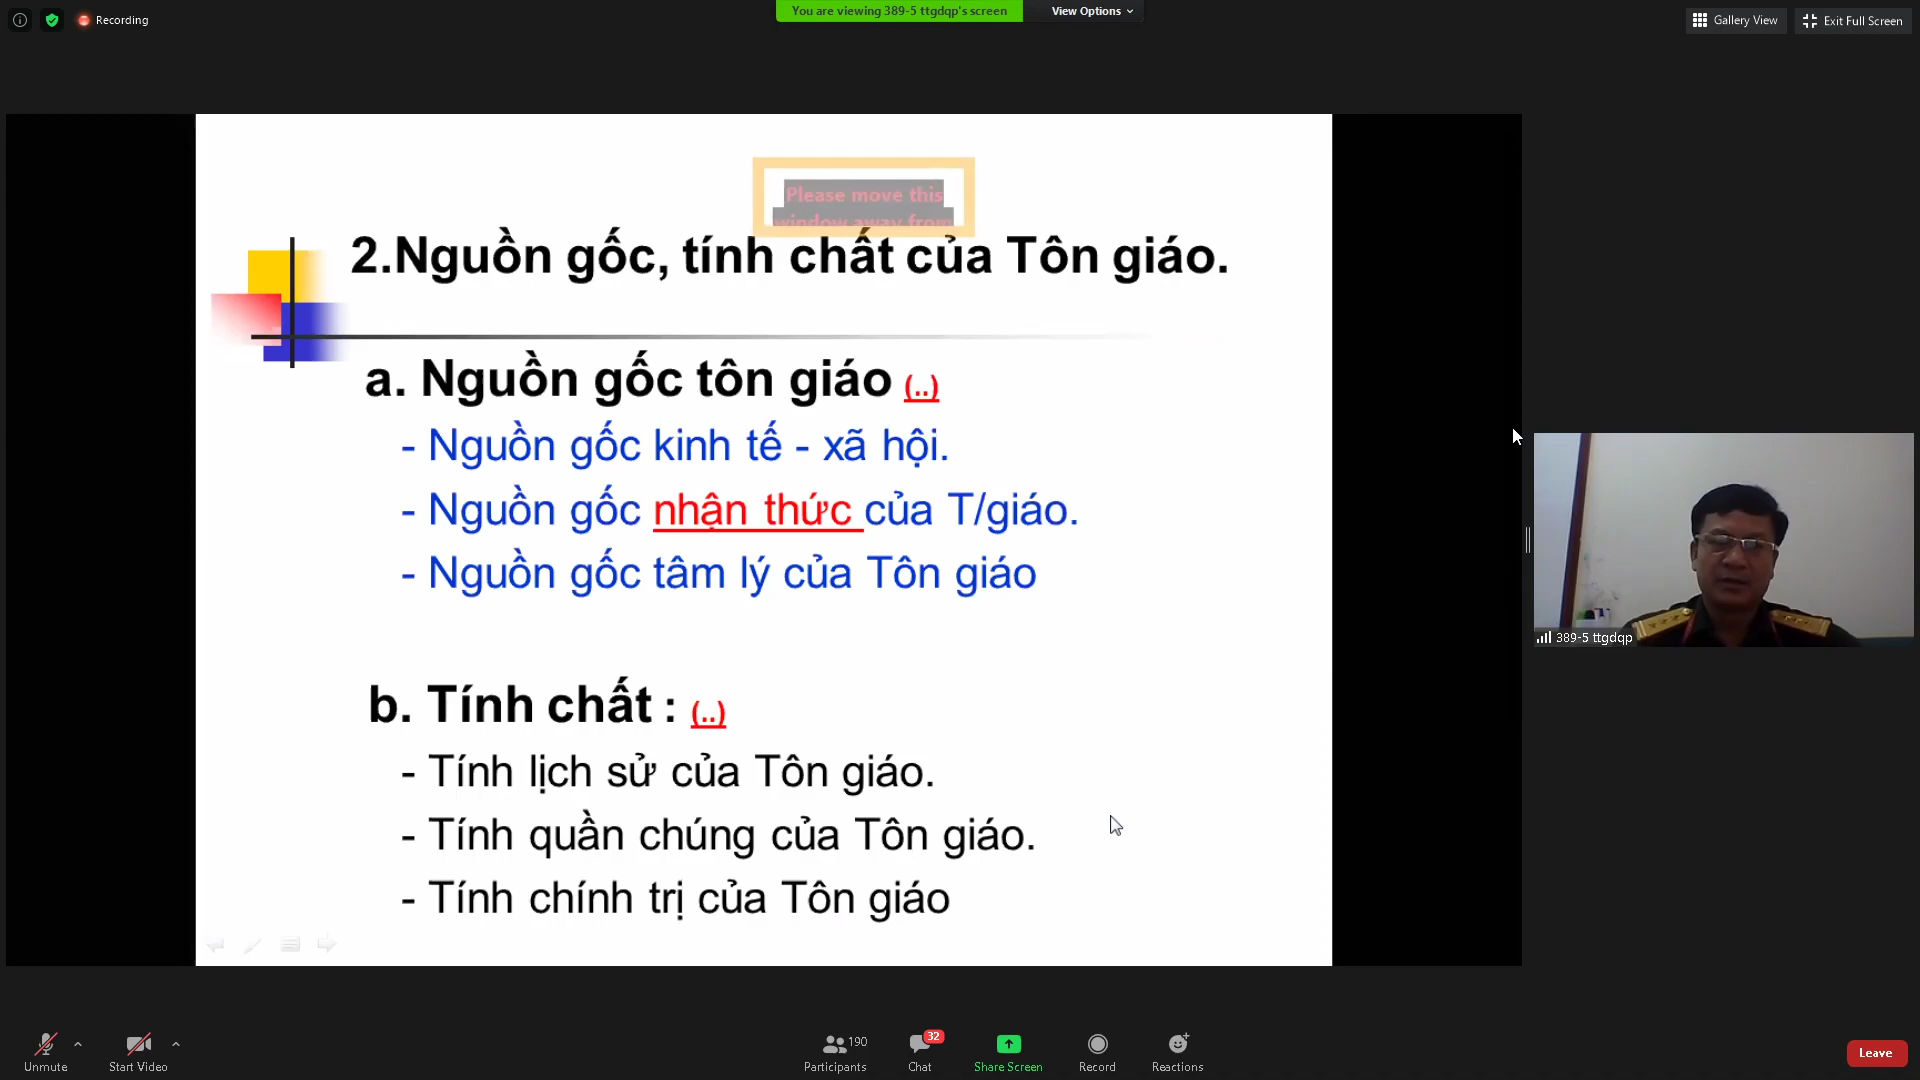 Recording
You are viewing 389-5 ttgdqp's screen
View Options
Gallery View
Exit Full Screen
Please move this
window away from
2.Nguồn gốc, tính chất của Tôn giáo.
a. Nguồn gốc tôn giáo (..)
- Nguồn gốc kinh tế - xã hội.
- Nguồn gốc nhận thức của T/giáo.
- Nguồn gốc tâm lý của Tôn giáo
b. Tính chất : (..)
- Tính lịch sử của Tôn giáo.
- Tính quần chúng của Tôn giáo.
- Tính chính trị của Tôn giáo
389-5 ttgdqp
Unmute
Start Video
190
Participants
32
Chat
Share Screen
Record
Reactions
Leave